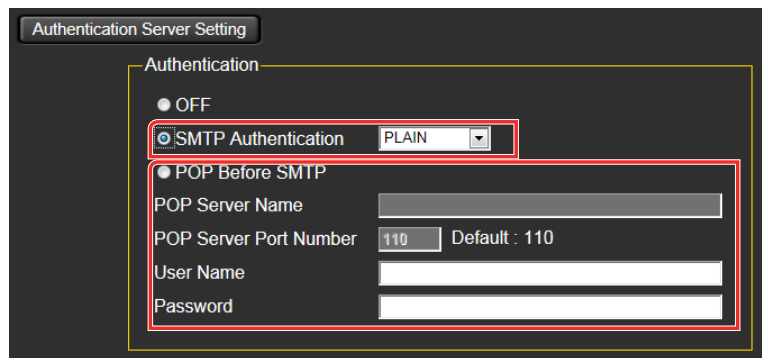 Authentication Server Setting
Authentication
OFF
SMTP Authentication PLAIN
POP Before SMTP
POP Server Name
POP Server Port Number 110 Default : 110
User Name
Password